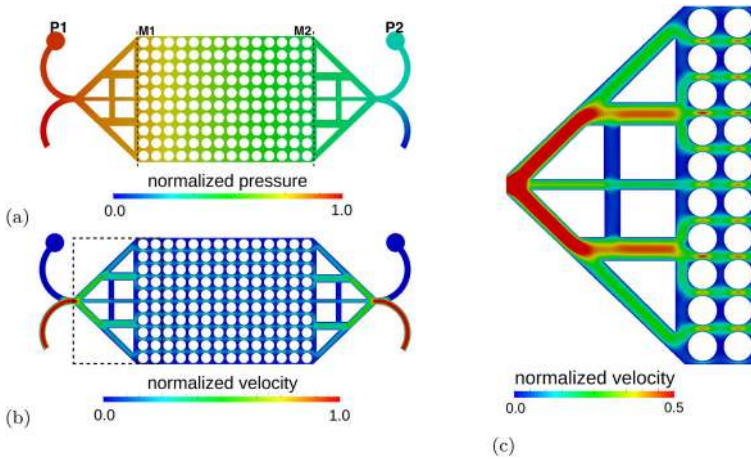 P1
M1
M2
P2
normalized pressure
0.0
1.0
(a)
normalized velocity
0.0
1.0
(b)
normalized velocity
0.0
0.5
(c)